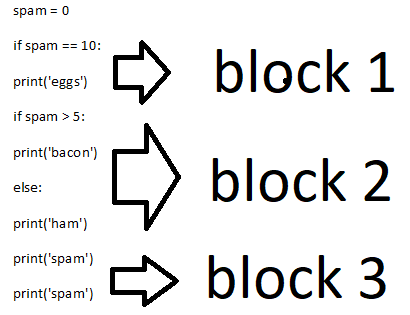 spam = 0
if spam == 10:
print('eggs')
if spam > 5:
print('bacon')
else:
print('ham')
print('spam')
print('spam')
block 1
block 2
block 3